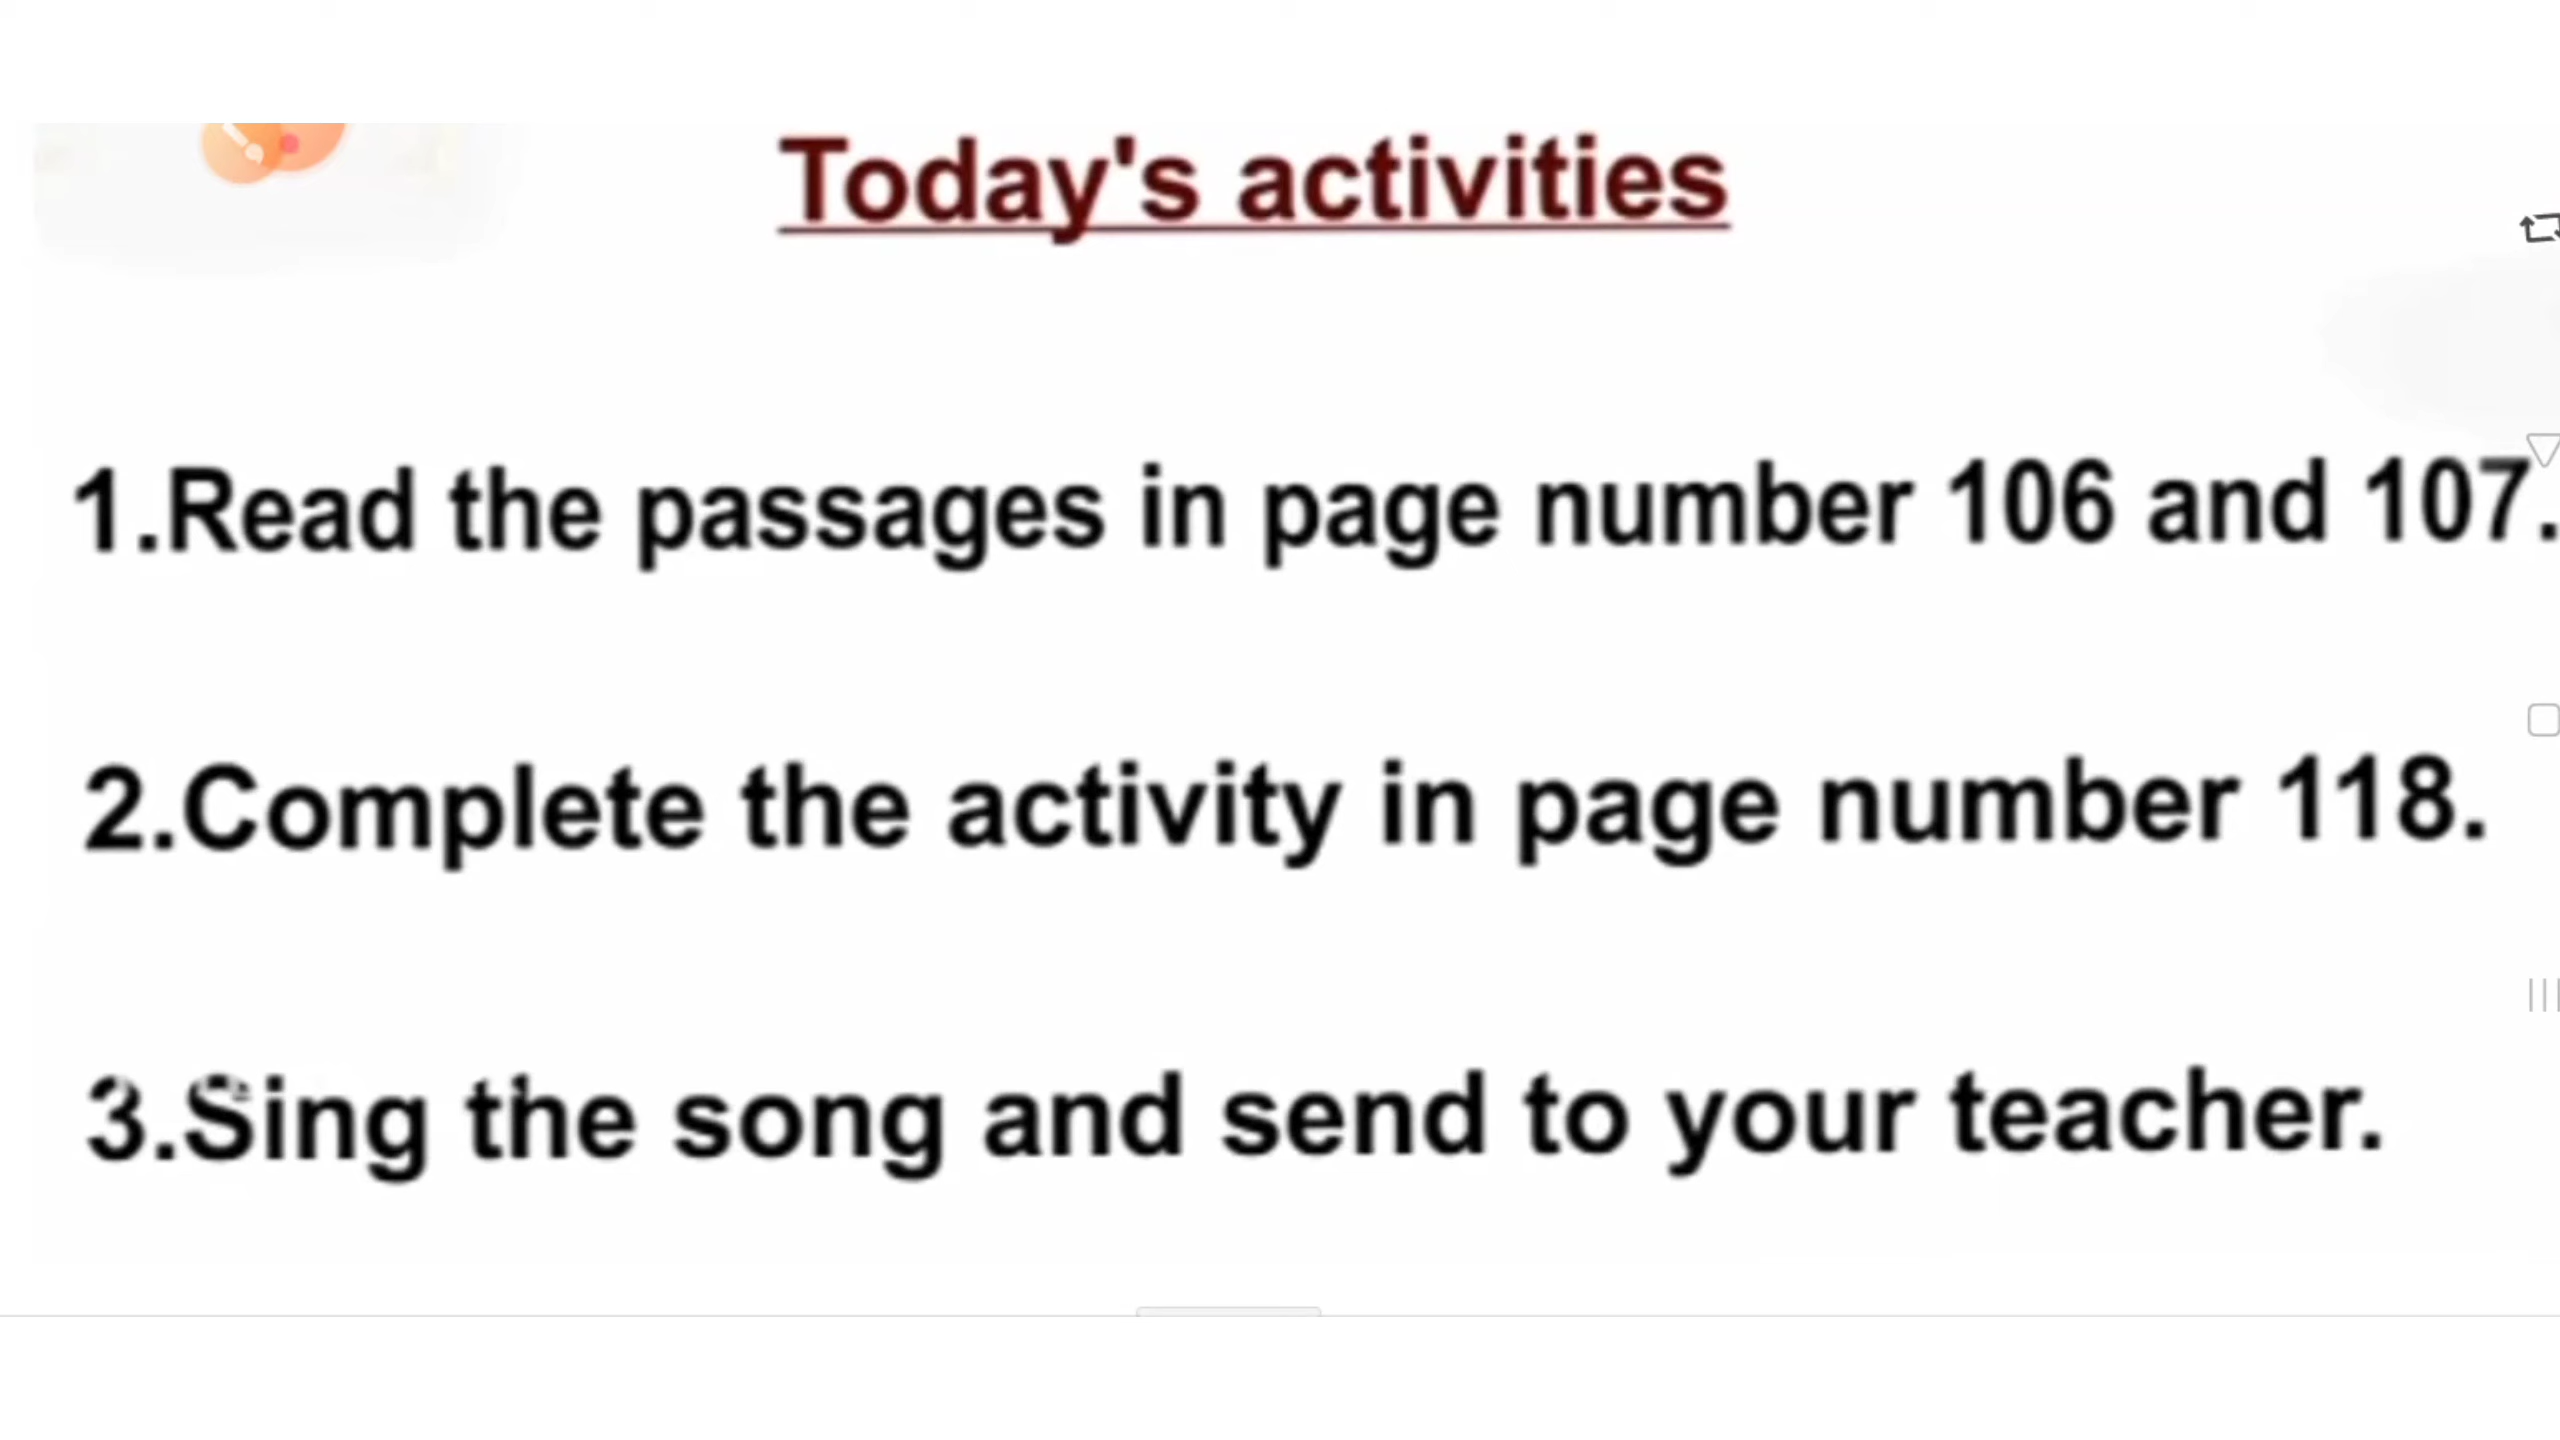 Today's activities
1.Read the passages in page number 106 and 107.
2.Complete the activity in page number 118.
3.Sing the song and send to your teacher.